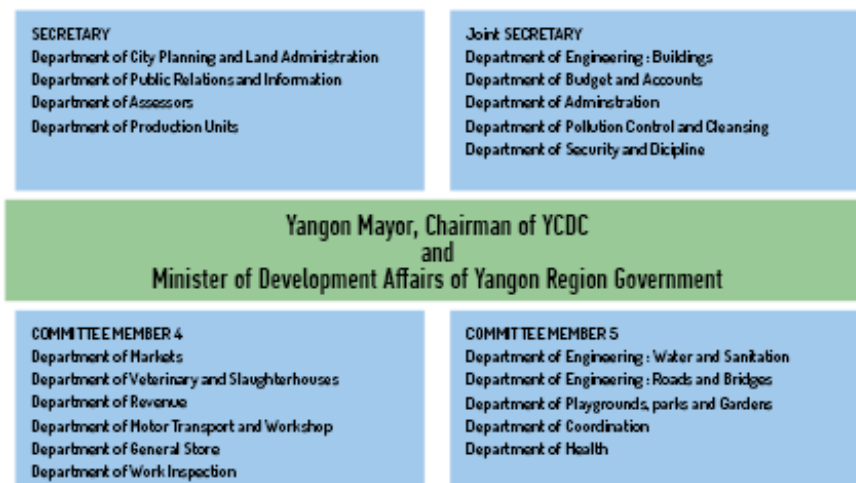 SECRETARY
Department of City Planning and Land Administration
Department of Public Relations and Information
Department of Assessors
Department of Production Units
Joint SECRETARY
Department of Engineering : Buildings
Department of Budget and Accounts
Department of Adminstration
Department of Pollution Control and Cleansing
Department of Security and Dicipline
Yangon Mayor, Chairman of YCDC
and
Minister of Development Affairs of Yangon Region Government
COMMITTEE MEMBER 4
Department of Markets
Department of Veterinary and Slaughterhouses
Department of Revenue
Department of Motor Transport and Workshop
Department of General Store
Department of Work Inspection
COMMITTEE MEMBER 5
Department of Engineering : Water and Sanitation
Department of Engineering : Roads and Bridges
Department of Playgrounds, parks and Gardens
Department of Coordination
Department of Health